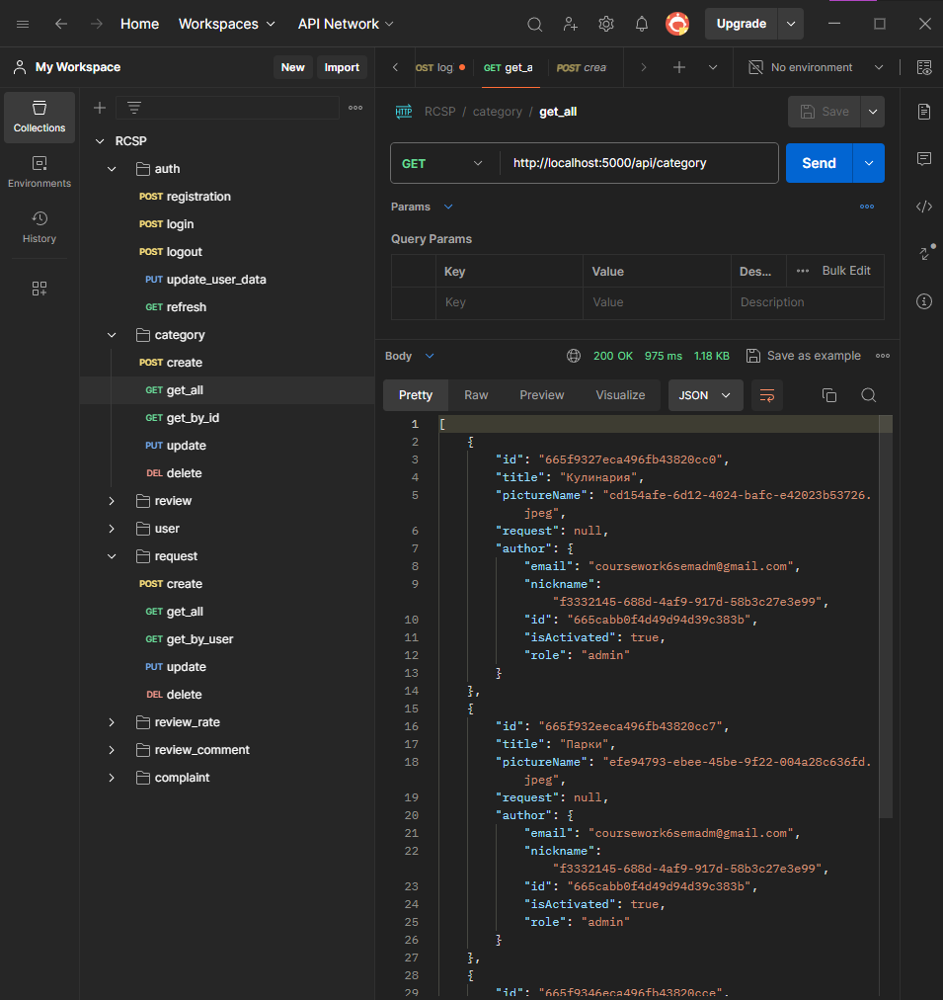 Home Workspaces API Network Upgrade
My Workspace New Import
OST log GET get_a POST crea No environment
Collections
Environments
History
RCSP
auth
POST registration
POST login
POST logout
PUT update_user_data
GET refresh
category
POST create
GET get_all
GET get_by_id
PUT update
DEL delete
review
user
request
POST create
GET get_all
GET get_by_user
PUT update
DEL delete
review_rate
review_comment
complaint
HTTP RCSP / category / get_all Save
GET http://localhost:5000/api/category Send
Params
Query Params
Key Value Des... Bulk Edit
Key Value Description
Body 200 OK 975 ms 1.18 KB Save as example
Pretty Raw Preview Visualize JSON
1 [
2 {
3 "id": "665f9327eca496fb43820cc0",
4 "title": "Кулинария",
5 "pictureName": "cd154afe-6d12-4024-bafc-e42023b53726.
jpeg",
6 "request": null,
7 "author": {
8 "email": "coursework6semadm@gmail.com",
9 "nickname":
"f3332145-688d-4af9-917d-58b3c27e3e99",
10 "id": "665cabb0f4d49d94d39c383b",
11 "isActivated": true,
12 "role": "admin"
13 }
14 },
15 {
16 "id": "665f932eeca496fb43820cc7",
17 "title": "Парки",
18 "pictureName": "efe94793-ebee-45be-9f22-004a28c636fd.
jpeg",
19 "request": null,
20 "author": {
21 "email": "coursework6semadm@gmail.com",
22 "nickname":
"f3332145-688d-4af9-917d-58b3c27e3e99",
23 "id": "665cabb0f4d49d94d39c383b",
24 "isActivated": true,
25 "role": "admin"
26 }
27 },
28 {
29 "id": "665f9346eca496fb43820cce",